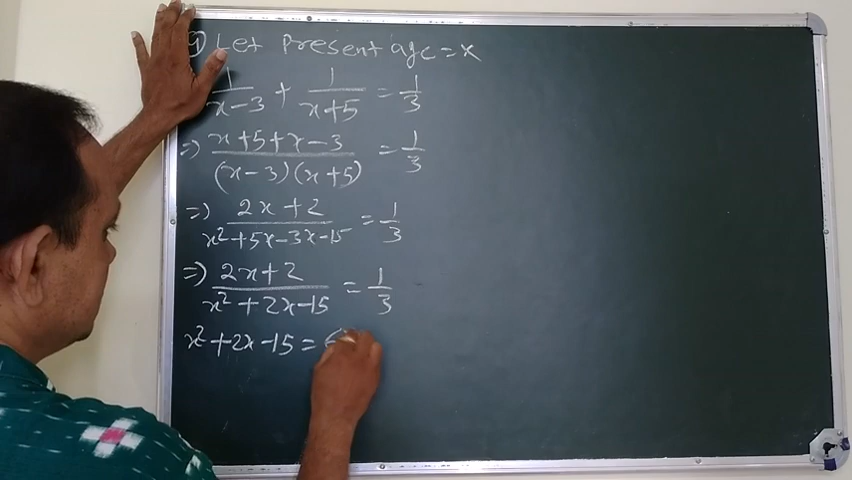 Let Present age = x
1/(x-3) + 1/(x+5) = 1/3
=) (x+5+x-3)/((x-3)(x+5)) = 1/3
=) (2x+2)/(x²+5x-3x-15) = 1/3
=) (2x+2)/(x²+2x-15) = 1/3
x²+2x-15 = 6